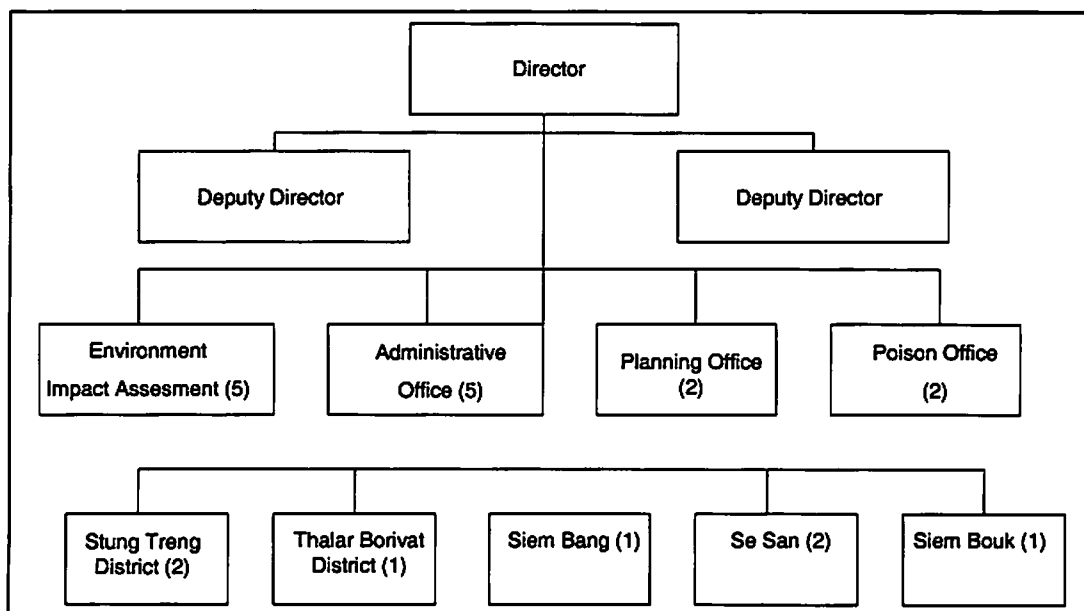 Director
Deputy Director
Deputy Director
Environment
Impact Assesment (5)
Administrative
Office (5)
Planning Office
(2)
Poison Office
(2)
Stung Treng
District (2)
Thalar Borivat
District (1)
Siem Bang (1)
Se San (2)
Siem Bouk (1)